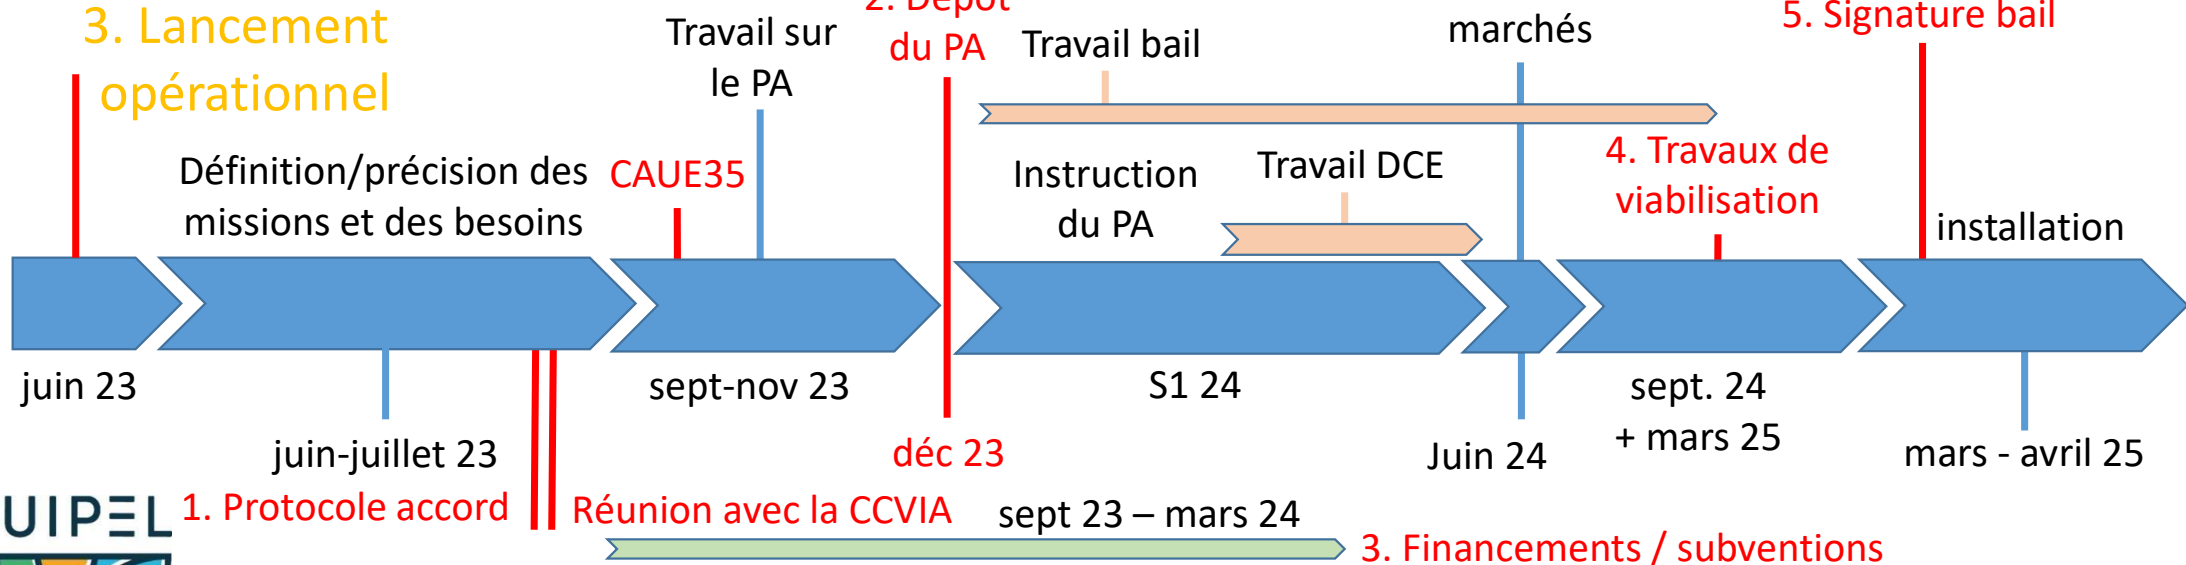 3. Lancement
opérationnel
Travail sur
le PA
2. Dépôt
du PA
Travail bail
marchés
5. Signature bail
Définition/précision des
missions et des besoins
CAUE35
Instruction
du PA
Travail DCE
4. Travaux de
viabilisation
installation
juin 23
juin-juillet 23
sept-nov 23
déc 23
S1 24
Juin 24
sept. 24
+ mars 25
mars - avril 25
UIPEL
1. Protocole accord
Réunion avec la CCVIA
sept 23 – mars 24
3. Financements / subventions